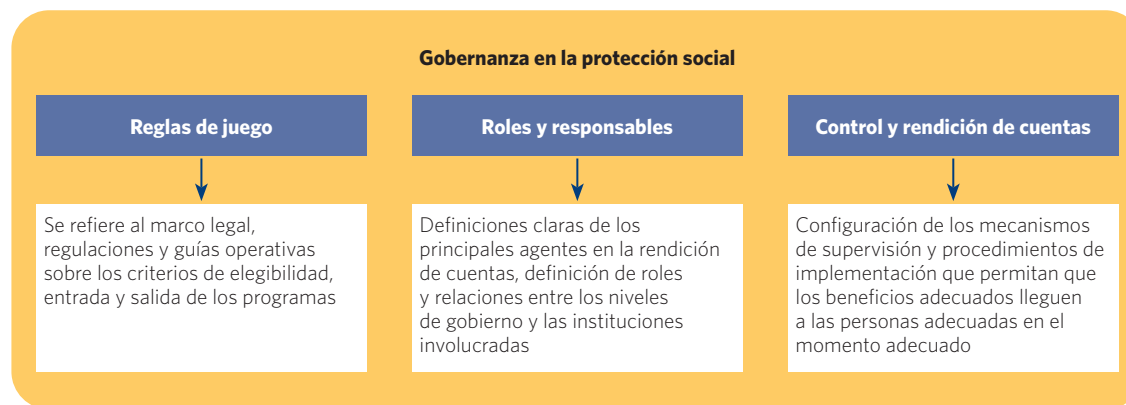 Gobernanza en la protección social
Reglas de juego
Se refiere al marco legal,
regulaciones y guías operativas
sobre los criterios de elegibilidad,
entrada y salida de los programas
Roles y responsables
Definiciones claras de los
principales agentes en la rendición
de cuentas, definición de roles
y relaciones entre los niveles
de gobierno y las instituciones
involucradas
Control y rendición de cuentas
Configuración de los mecanismos
de supervisión y procedimientos de
implementación que permitan que
los beneficios adecuados lleguen
a las personas adecuadas en el
momento adecuado